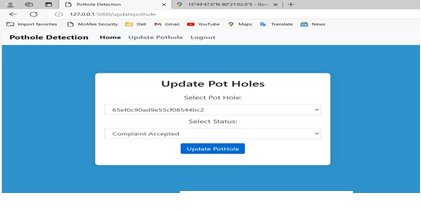 Pothole Detection
15°49'47.0"N 80°21'02.0"E - Goo
127.0.0.1:5000/updatepothole
Import favorites McAfee Security Dell Gmail YouTube Maps Translate News
Pothole Detection Home Update Pothole Logout
Update Pot Holes
Select Pot Hole:
65ef0c90ad9e55cf08544bc2
Select Status:
Complaint Accepted
Update PotHole